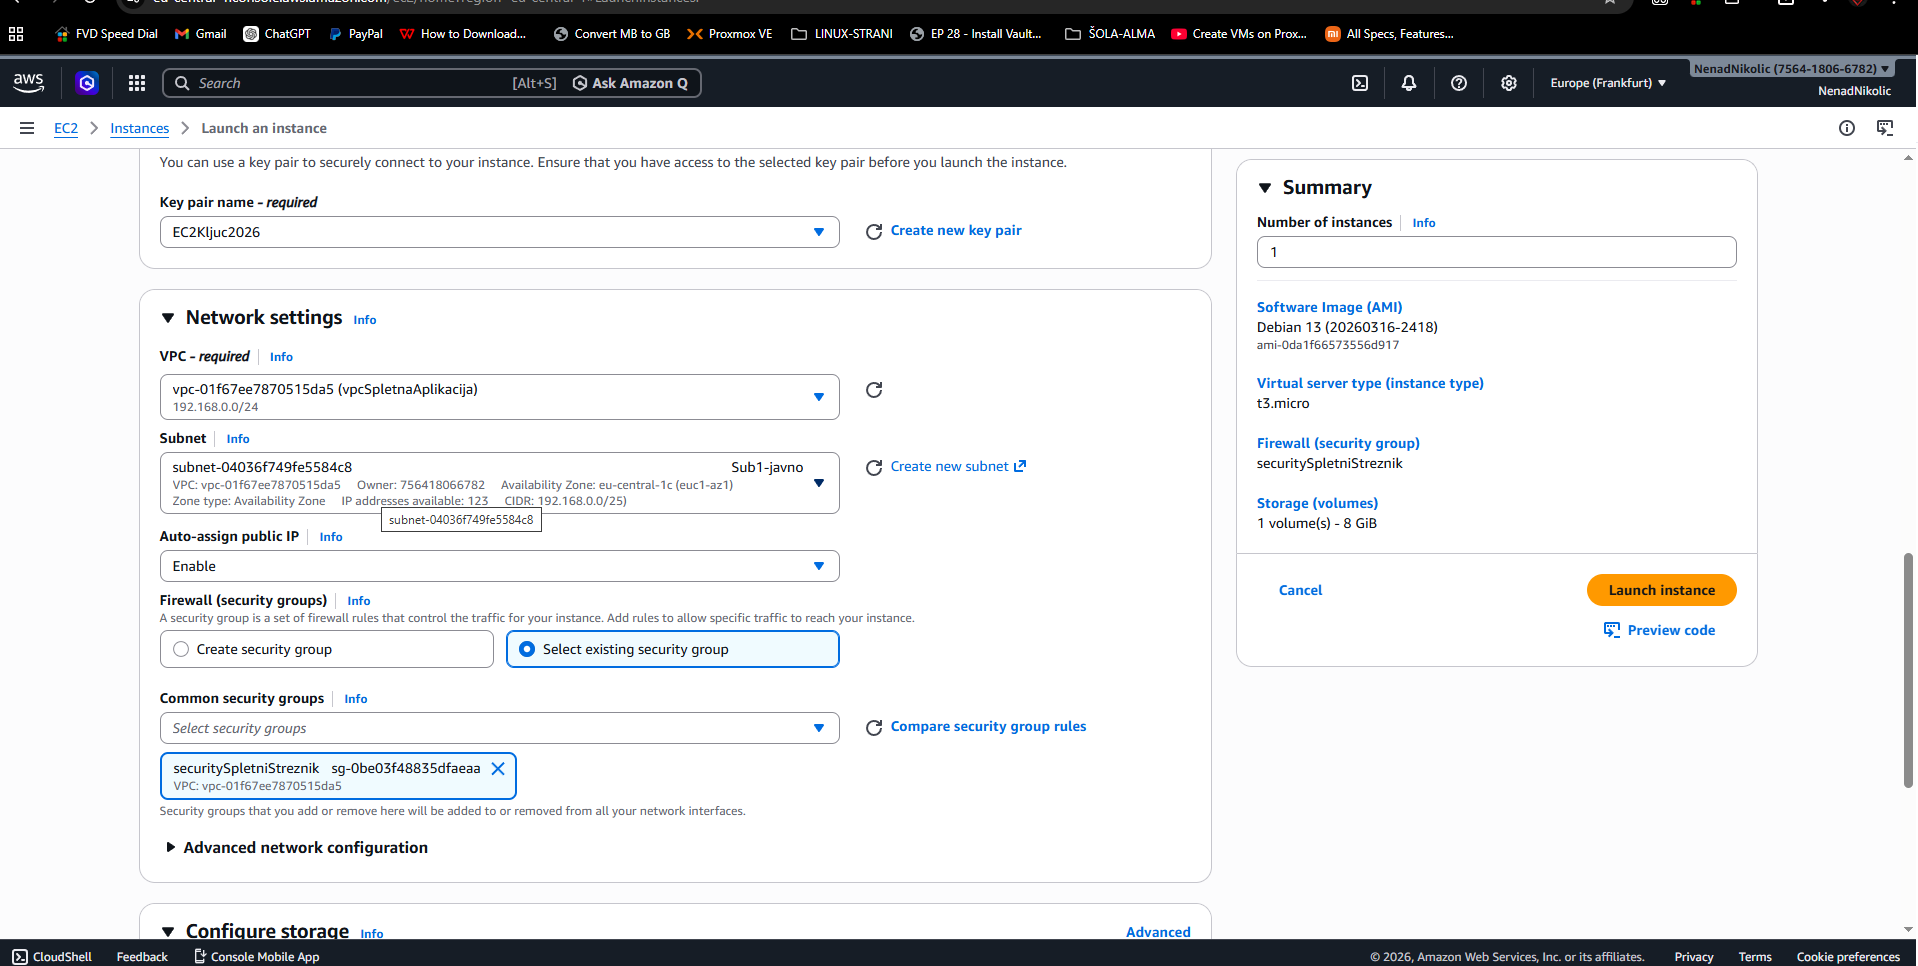 FVD Speed Dial
Gmail
ChatGPT
PayPal
How to Download...
Convert MB to GB
Proxmox VE
LINUX-STRANI
EP 28 - Install Vault...
ŠOLA-ALMA
Create VMs on Prox...
All Specs, Features...
aws
Search
[Alt+S]
Ask Amazon Q
Europe (Frankfurt)
NenadNikolic (7564-1806-6782)
NenadNikolic
EC2
Instances
Launch an instance
You can use a key pair to securely connect to your instance. Ensure that you have access to the selected key pair before you launch the instance.
Key pair name - required
EC2Kljuc2026
Create new key pair
Network settings Info
VPC - required Info
vpc-01f67ee7870515da5 (vpcSpletnaAplikacija)
192.168.0.0/24
Subnet Info
subnet-04036f749fe5584c8 Sub1-javno
VPC: vpc-01f67ee7870515da5 Owner: 756418066782 Availability Zone: eu-central-1c (euc1-az1)
Zone type: Availability Zone IP addresses available: 123 CIDR: 192.168.0.0/25)
Create new subnet
subnet-04036f749fe5584c8
Auto-assign public IP Info
Enable
Firewall (security groups) Info
A security group is a set of firewall rules that control the traffic for your instance. Add rules to allow specific traffic to reach your instance.
Create security group
Select existing security group
Common security groups Info
Select security groups
Compare security group rules
securitySpletniStreznik sg-0be03f48835dfaeaa
VPC: vpc-01f67ee7870515da5
Security groups that you add or remove here will be added to or removed from all your network interfaces.
Advanced network configuration
Configure storage Info
Advanced
Summary
Number of instances Info
1
Software Image (AMI)
Debian 13 (20260316-2418)
ami-0da1f66573556d917
Virtual server type (instance type)
t3.micro
Firewall (security group)
securitySpletniStreznik
Storage (volumes)
1 volume(s) - 8 GiB
Cancel
Launch instance
Preview code
CloudShell
Feedback
Console Mobile App
© 2026, Amazon Web Services, Inc. or its affiliates.
Privacy
Terms
Cookie preferences